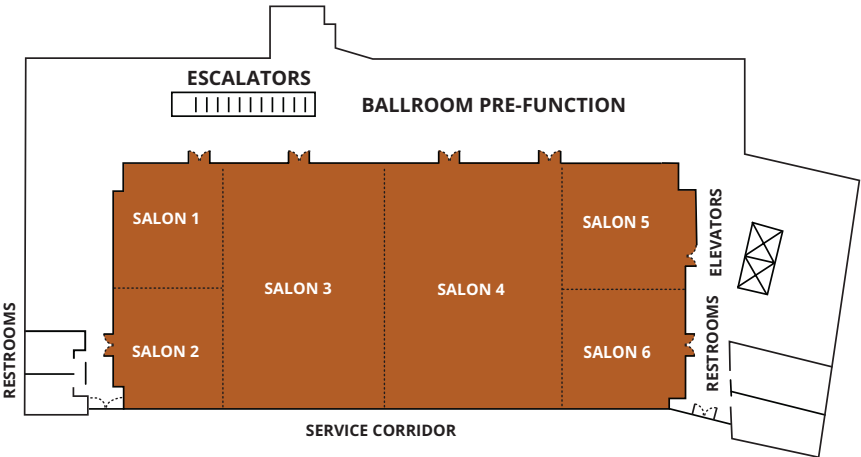 ESCALATORS
BALLROOM PRE-FUNCTION
SALON 1
SALON 5
ELEVATORS
SALON 3
SALON 4
RESTROOMS
SALON 2
SALON 6
RESTROOMS
SERVICE CORRIDOR